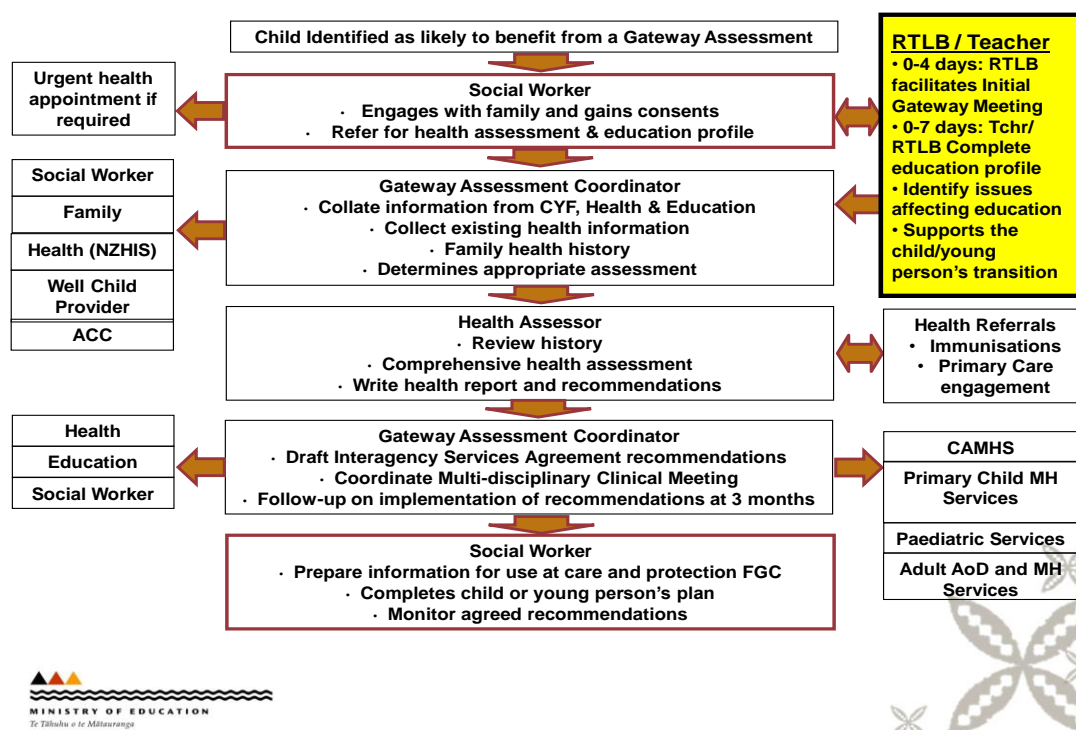 Child Identified as likely to benefit from a Gateway Assessment
Urgent health
appointment if
required
Social Worker
· Engages with family and gains consents
· Refer for health assessment & education profile
RTLB / Teacher
• 0-4 days: RTLB
facilitates Initial
Gateway Meeting
• 0-7 days: Tchr/
RTLB Complete
education profile
• Identify issues
affecting education
• Supports the
child/young
person's transition
Social Worker
Family
Health (NZHIS)
Well Child
Provider
ACC
Gateway Assessment Coordinator
· Collate information from CYF, Health & Education
· Collect existing health information
· Family health history
· Determines appropriate assessment
Health Assessor
· Review history
· Comprehensive health assessment
· Write health report and recommendations
Health Referrals
• Immunisations
• Primary Care
engagement
Health
Education
Social Worker
Gateway Assessment Coordinator
· Draft Interagency Services Agreement recommendations
· Coordinate Multi-disciplinary Clinical Meeting
· Follow-up on implementation of recommendations at 3 months
CAMHS
Primary Child MH
Services
Paediatric Services
Adult AoD and MH
Services
Social Worker
· Prepare information for use at care and protection FGC
· Completes child or young person's plan
· Monitor agreed recommendations
MINISTRY OF EDUCATION
Te Tāhuhu o te Mātauranga